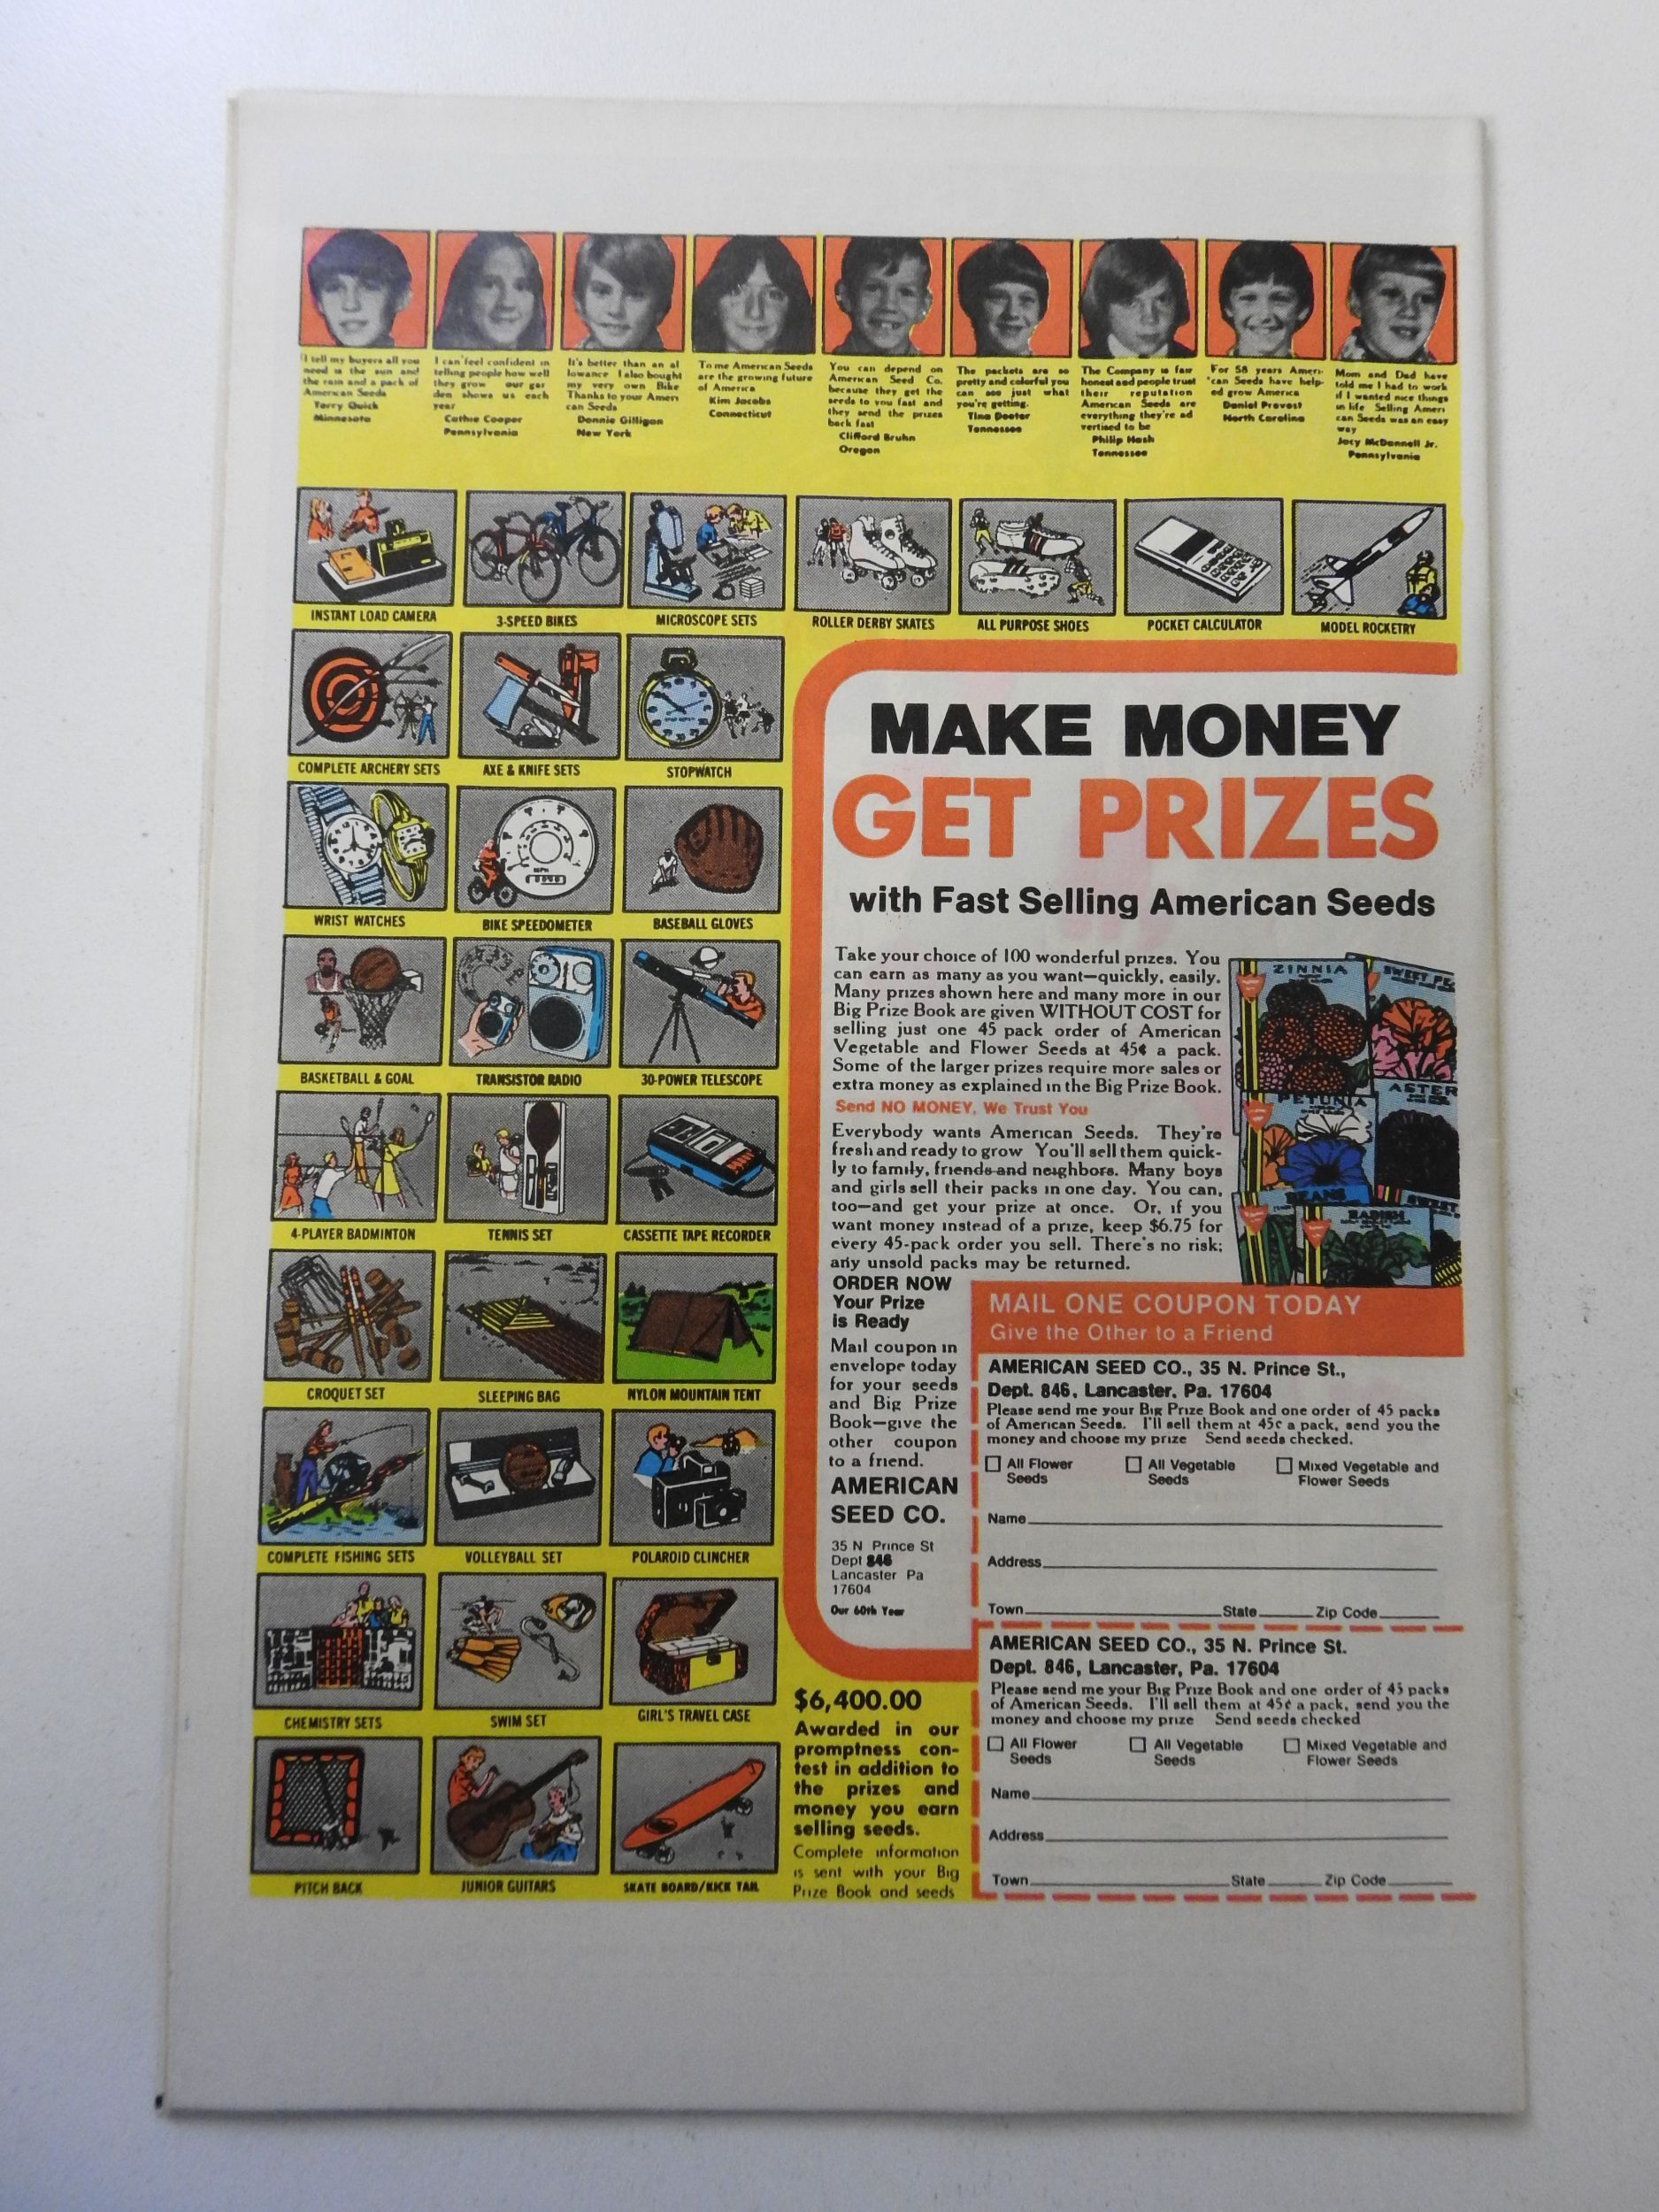 I tell my buyers all you
need is the sun and
the rain and a pack of
American Seeds
Terry Quick
Minnesota
I can feel confident in
telling people how well
they grow our gar
den shows us each
year
Cathie Cooper
Pennsylvania
It's better than an al
lowance I also bought
my very own Bike
Thanks to your Ameri
can Seeds
Donnie Gilligan
New York
To me American Seeds
are the growing future
of America
Kim Jacobs
Connecticut
You can depend on
American Seed Co.
because they get the
seeds to you fast and
they send the prizes
back fast
Clifford Bruhn
Oregon
The packets are so
pretty and colorful you
can see just what
you're getting.
Tina Deeter
Tennessee
The Company is fair
honest and people trust
their reputation
American Seeds are
everything they're ad
vertised to be
Philip Hash
Tennessee
For 58 years Ameri-
can Seeds have help-
ed grow America
Daniel Provost
North Carolina
Mom and Dad have
told me I had to work
if I wanted nice things
in life Selling Ameri
can Seeds was an easy
way
Jacy McDannell Jr.
Pennsylvania
INSTANT LOAD CAMERA
3-SPEED BIKES
MICROSCOPE SETS
ROLLER DERBY SKATES
ALL PURPOSE SHOES
POCKET CALCULATOR
MODEL ROCKETRY
COMPLETE ARCHERY SETS
AXE & KNIFE SETS
STOPWATCH
WRIST WATCHES
MPH
BIKE SPEEDOMETER
BASEBALL GLOVES
BASKETBALL & GOAL
TRANSISTOR RADIO
30-POWER TELESCOPE
4-PLAYER BADMINTON
TENNIS SET
CASSETTE TAPE RECORDER
CROQUET SET
SLEEPING BAG
NYLON MOUNTAIN TENT
COMPLETE FISHING SETS
VOLLEYBALL SET
POLAROID CLINCHER
CHEMISTRY SETS
SWIM SET
GIRL'S TRAVEL CASE
PITCH BACK
JUNIOR GUITARS
SKATE BOARD/KICK TAIL
MAKE MONEY
GET PRIZES
with Fast Selling American Seeds
Take your choice of 100 wonderful prizes. You
can earn as many as you want—quickly, easily.
Many prizes shown here and many more in our
Big Prize Book are given WITHOUT COST for
selling just one 45 pack order of American
Vegetable and Flower Seeds at 45¢ a pack.
Some of the larger prizes require more sales or
extra money as explained in the Big Prize Book.
Send NO MONEY, We Trust You
Everybody wants American Seeds. They're
fresh and ready to grow You'll sell them quick-
ly to family, friends and neighbors. Many boys
and girls sell their packs in one day. You can,
too—and get your prize at once. Or, if you
want money instead of a prize, keep $6.75 for
every 45-pack order you sell. There's no risk;
any unsold packs may be returned.
ZINNIA
SWEET PE
ASTER
PETUNIA
BEANS
SWEET
RADISH
ORDER NOW
Your Prize
is Ready
Mail coupon in
envelope today
for your seeds
and Big Prize
Book—give the
other coupon
to a friend.
AMERICAN
SEED CO.
35 N Prince St
Dept 846
Lancaster Pa
17604
Our 60th Year
MAIL ONE COUPON TODAY
Give the Other to a Friend
AMERICAN SEED CO., 35 N. Prince St.,
Dept. 846, Lancaster, Pa. 17604
Please send me your Big Prize Book and one order of 45 packs
of American Seeds. I'll sell them at 45¢ a pack, send you the
money and choose my prize Send seeds checked.
All Flower
Seeds
All Vegetable
Seeds
Mixed Vegetable and
Flower Seeds
Name
Address
Town State Zip Code
AMERICAN SEED CO., 35 N. Prince St.
Dept. 846, Lancaster, Pa. 17604
Please send me your Big Prize Book and one order of 45 packs
of American Seeds. I'll sell them at 45¢ a pack, send you the
money and choose my prize Send seeds checked
All Flower
Seeds
All Vegetable
Seeds
Mixed Vegetable and
Flower Seeds
Name
Address
Town State Zip Code
$6,400.00
Awarded in our
promptness con-
test in addition to
the prizes and
money you earn
selling seeds.
Complete information
is sent with your Big
Prize Book and seeds